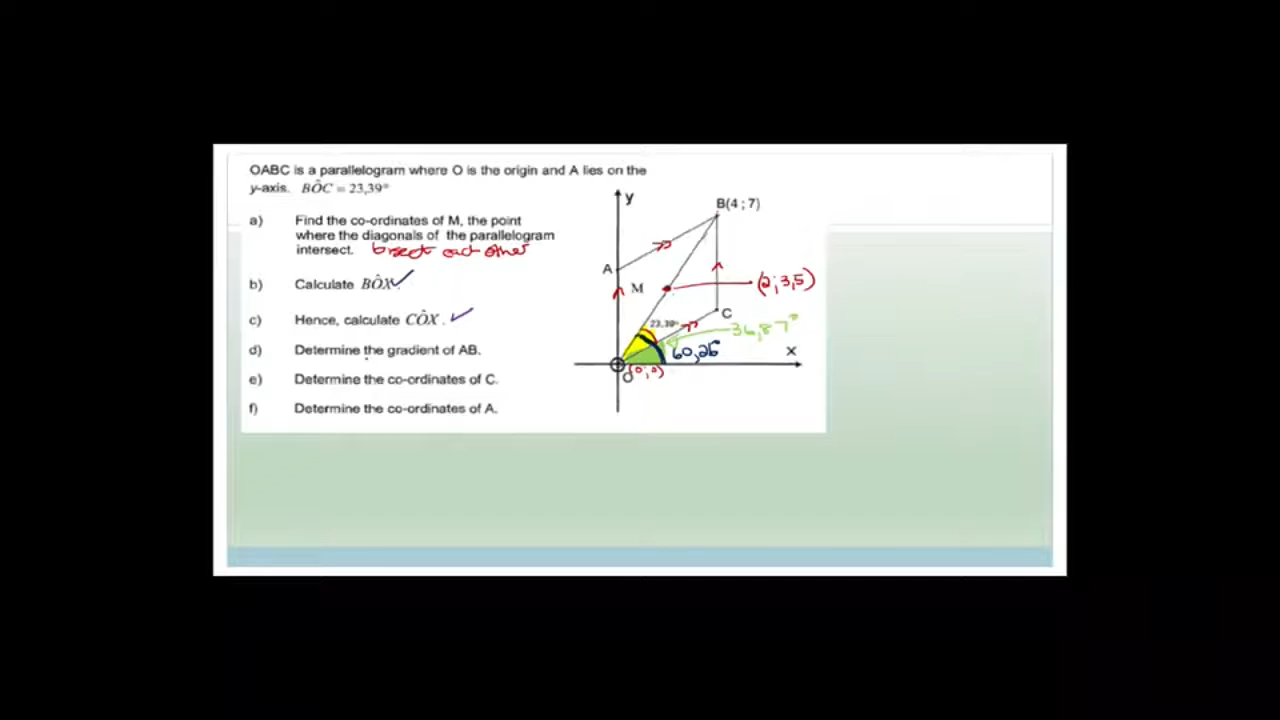 OABC is a parallelogram where O is the origin and A lies on the
y-axis. BÔC = 23,39°
a) Find the co-ordinates of M, the point
where the diagonals of the parallelogram
intersect. bisect each other
b) Calculate BÔX.
c) Hence, calculate CÔX.
d) Determine the gradient of AB.
e) Determine the co-ordinates of C.
f) Determine the co-ordinates of A.
y
B(4 ; 7)
A
M
(2;3,5)
C
23,39°
36,87°
60,26
x
O
(0;0)